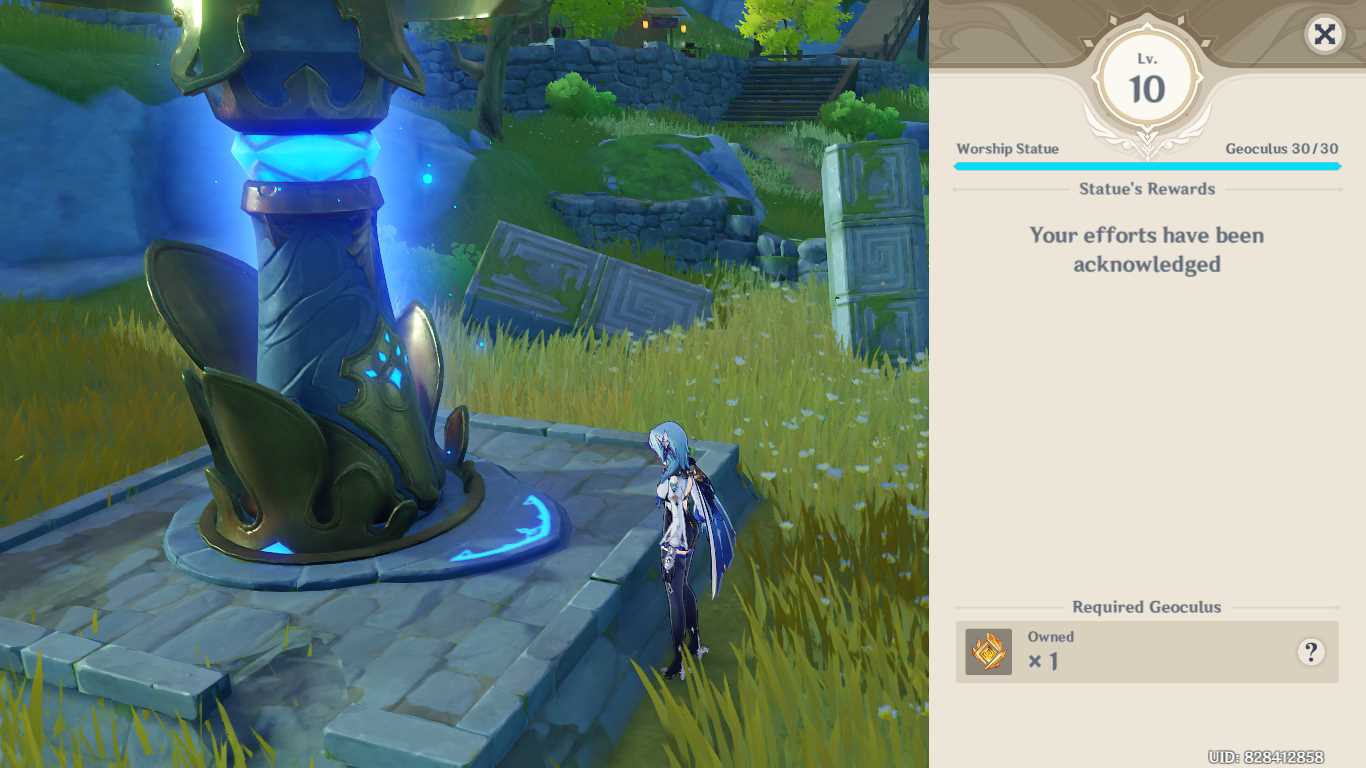 Lv.
10
Worship Statue Geoculus 30/30
Statue's Rewards
Your efforts have been
acknowledged
Required Geoculus
Owned
× 1
?
UID: 828412858